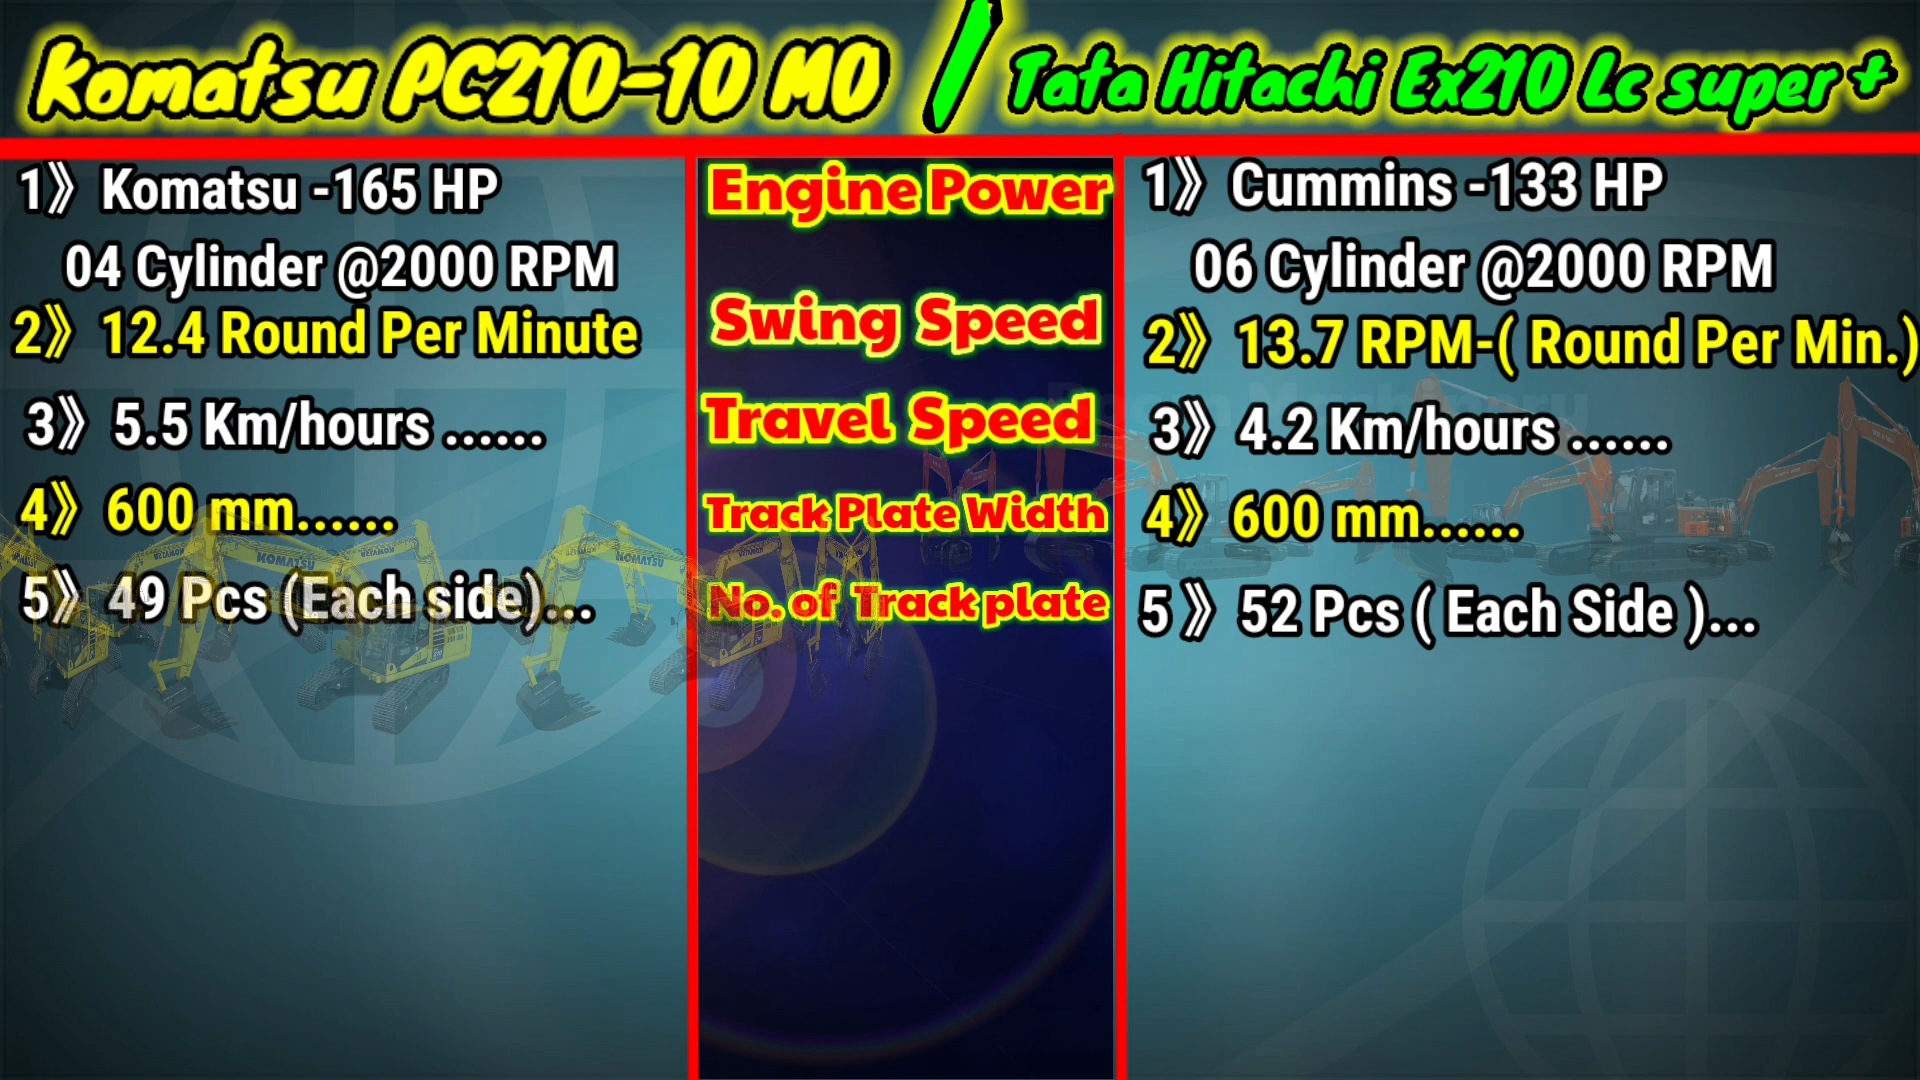 Komatsu PC210-10 M0 / Tata Hitachi Ex210 Lc super +
1》 Komatsu -165 HP
04 Cylinder @2000 RPM
2》 12.4 Round Per Minute
3》 5.5 Km/hours ......
4》 600 mm......
5》 49 Pcs (Each side)...
Engine Power
Swing Speed
Travel Speed
Track Plate Width
No. of Track plate
1》 Cummins -133 HP
06 Cylinder @2000 RPM
2》 13.7 RPM-( Round Per Min.)
3》 4.2 Km/hours ......
4》 600 mm......
5 》 52 Pcs ( Each Side )...
KOMATSU
KOMATSU